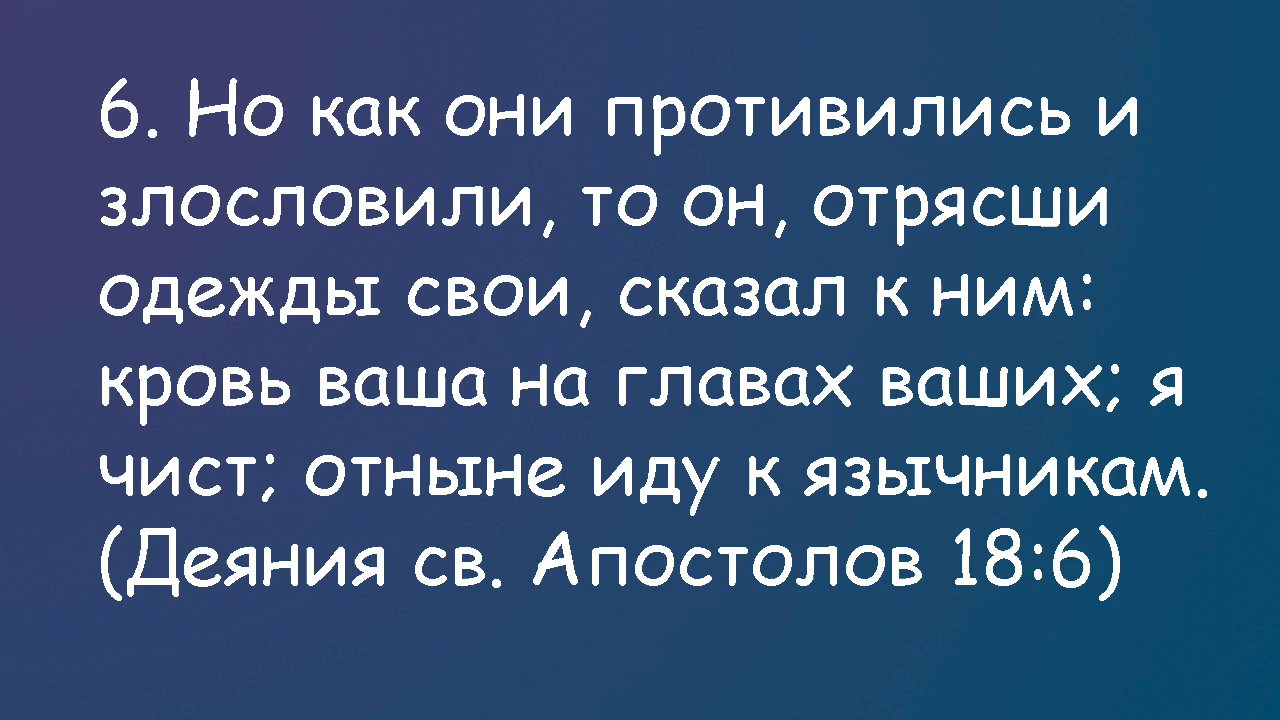 6. Но как они противились и
злословили, то он, отрясши
одежды свои, сказал к ним:
кровь ваша на главах ваших; я
чист; отныне иду к язычникам.
(Деяния св. Апостолов 18:6)